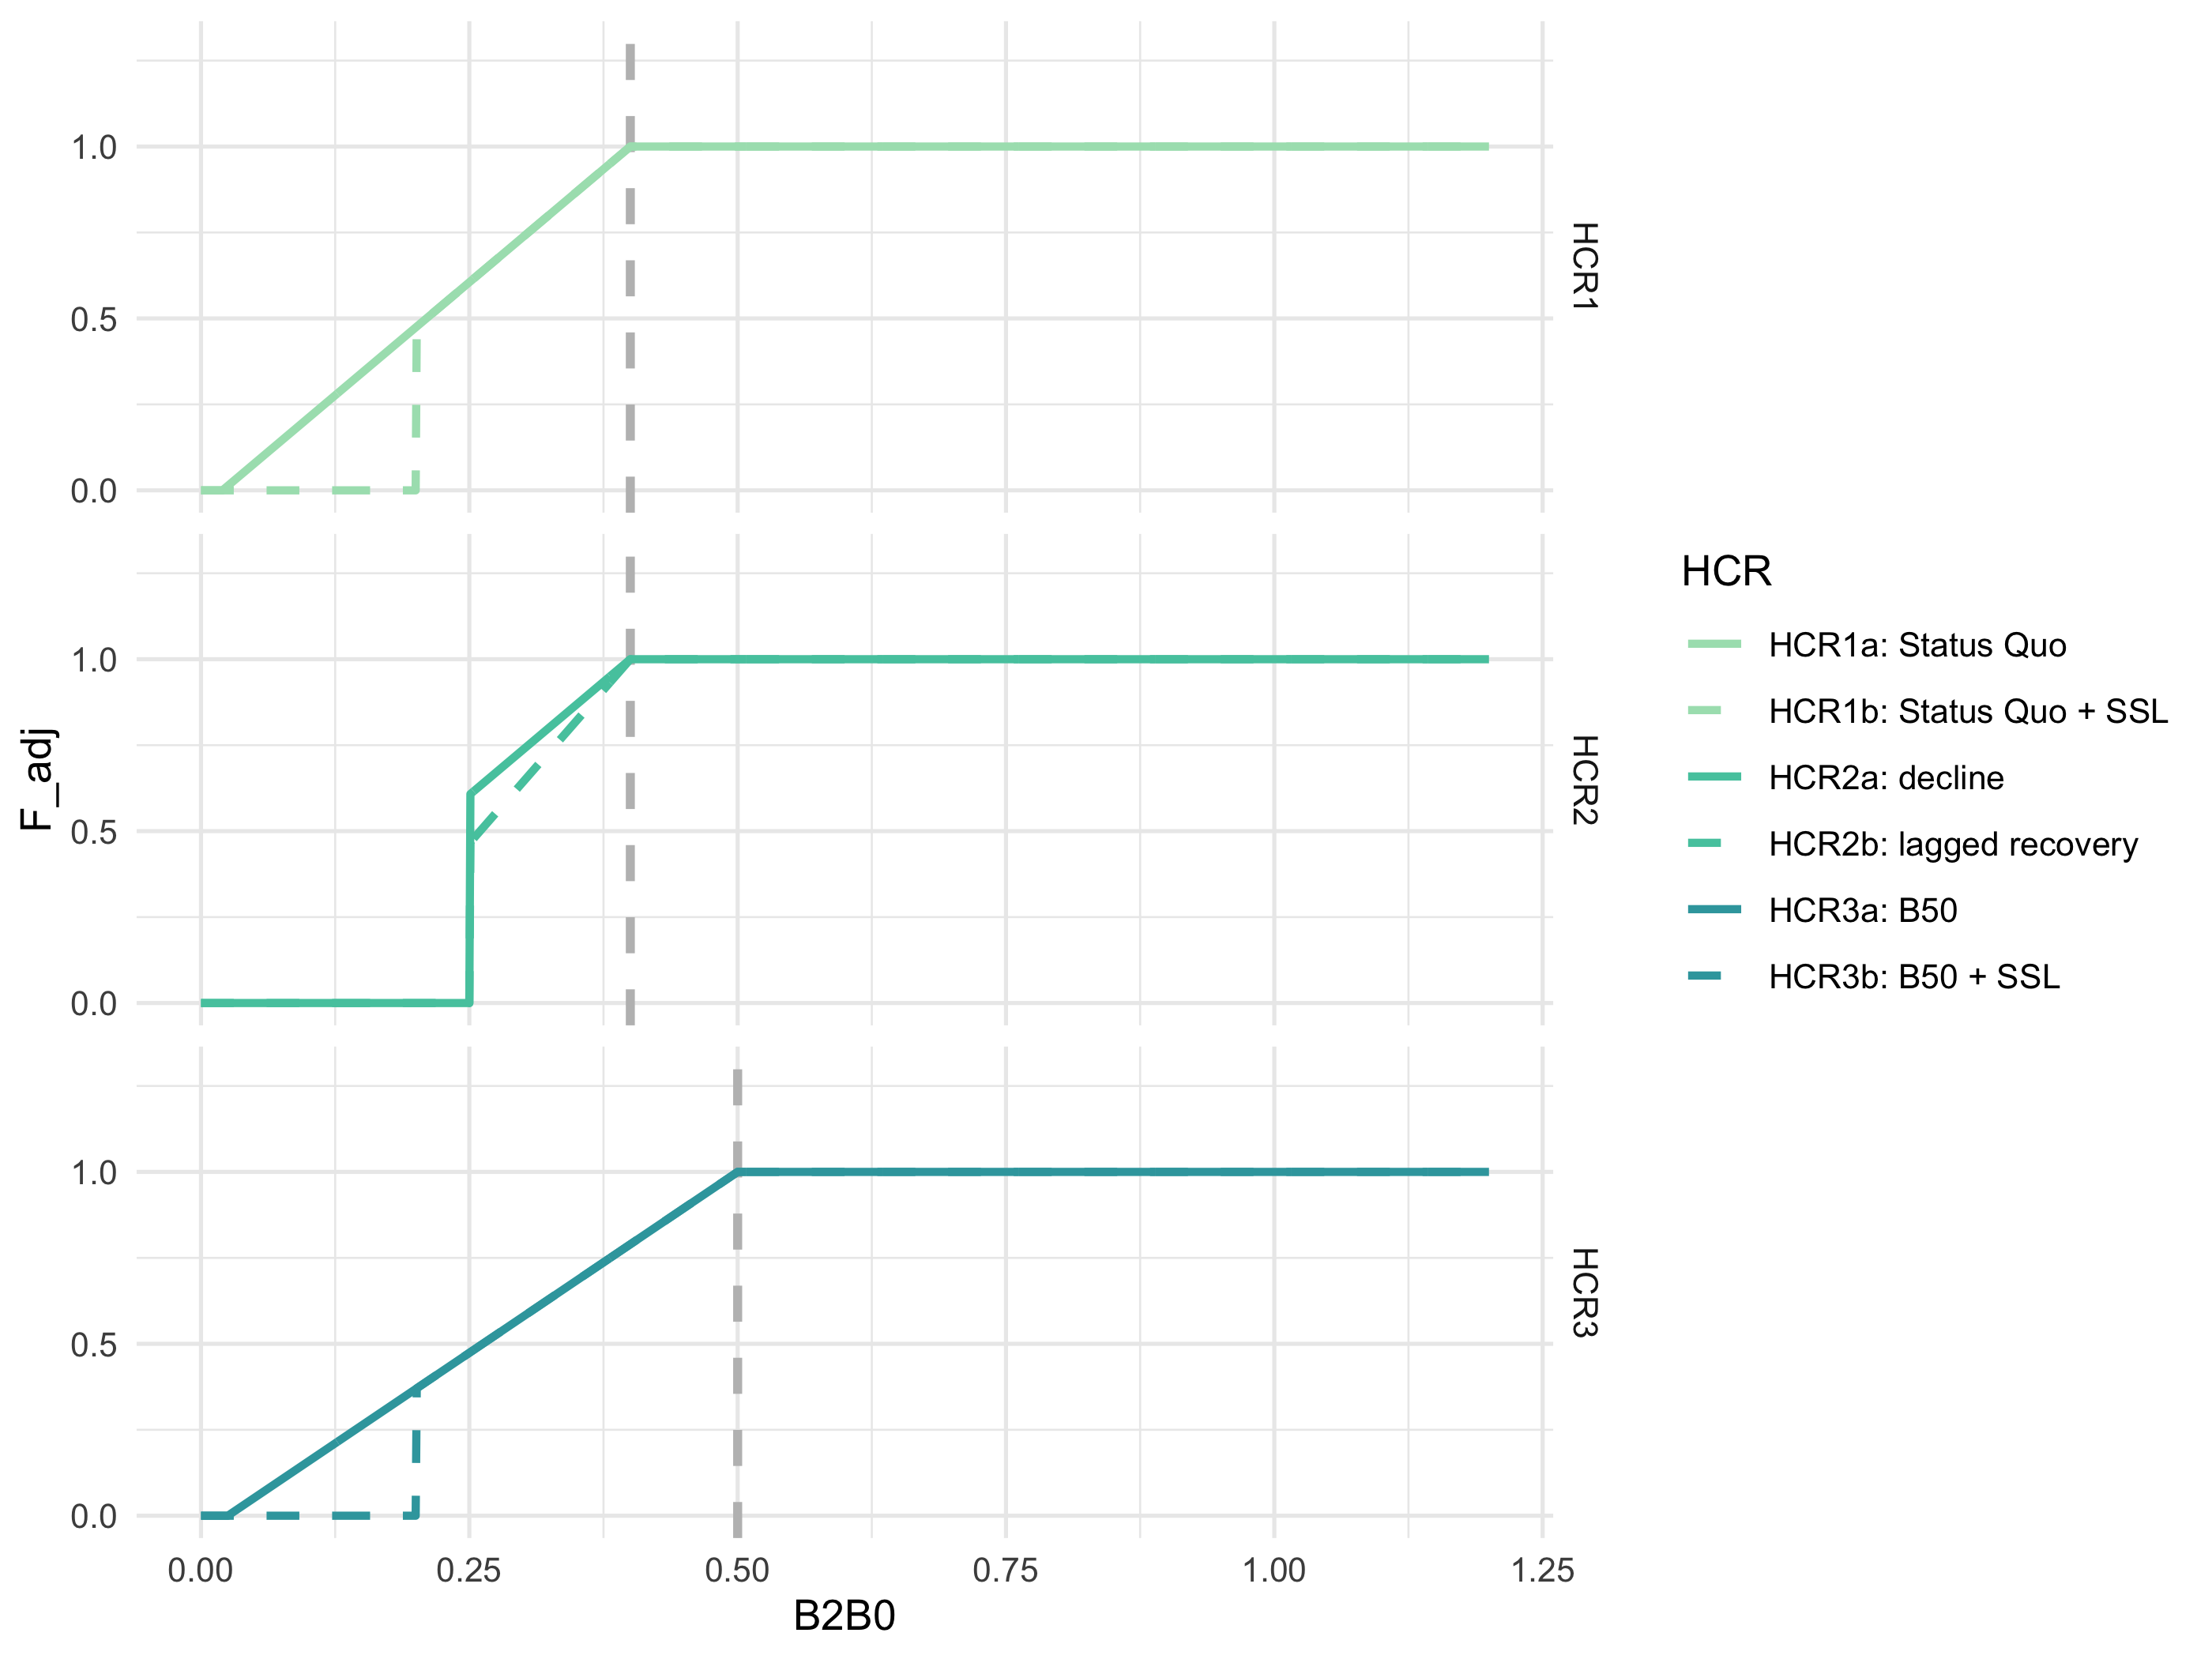 1.0
0.5
0.0
HCR1
1.0
0.5
0.0
HCR2
1.0
0.5
0.0
HCR3
0.00 0.25 0.50 0.75 1.00 1.25
B2B0
F_adj
HCR
HCR1a: Status Quo
HCR1b: Status Quo + SSL
HCR2a: decline
HCR2b: lagged recovery
HCR3a: B50
HCR3b: B50 + SSL